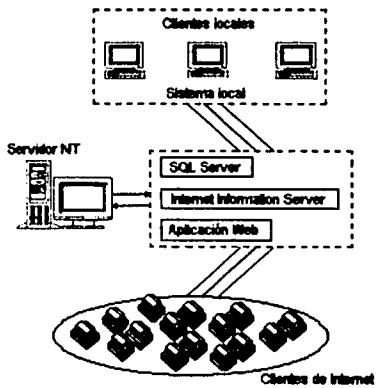 Clientes locales
Sistema local
Servidor NT
SQL Server
Internet Information Server
Aplicación Web
Clientes de Internet